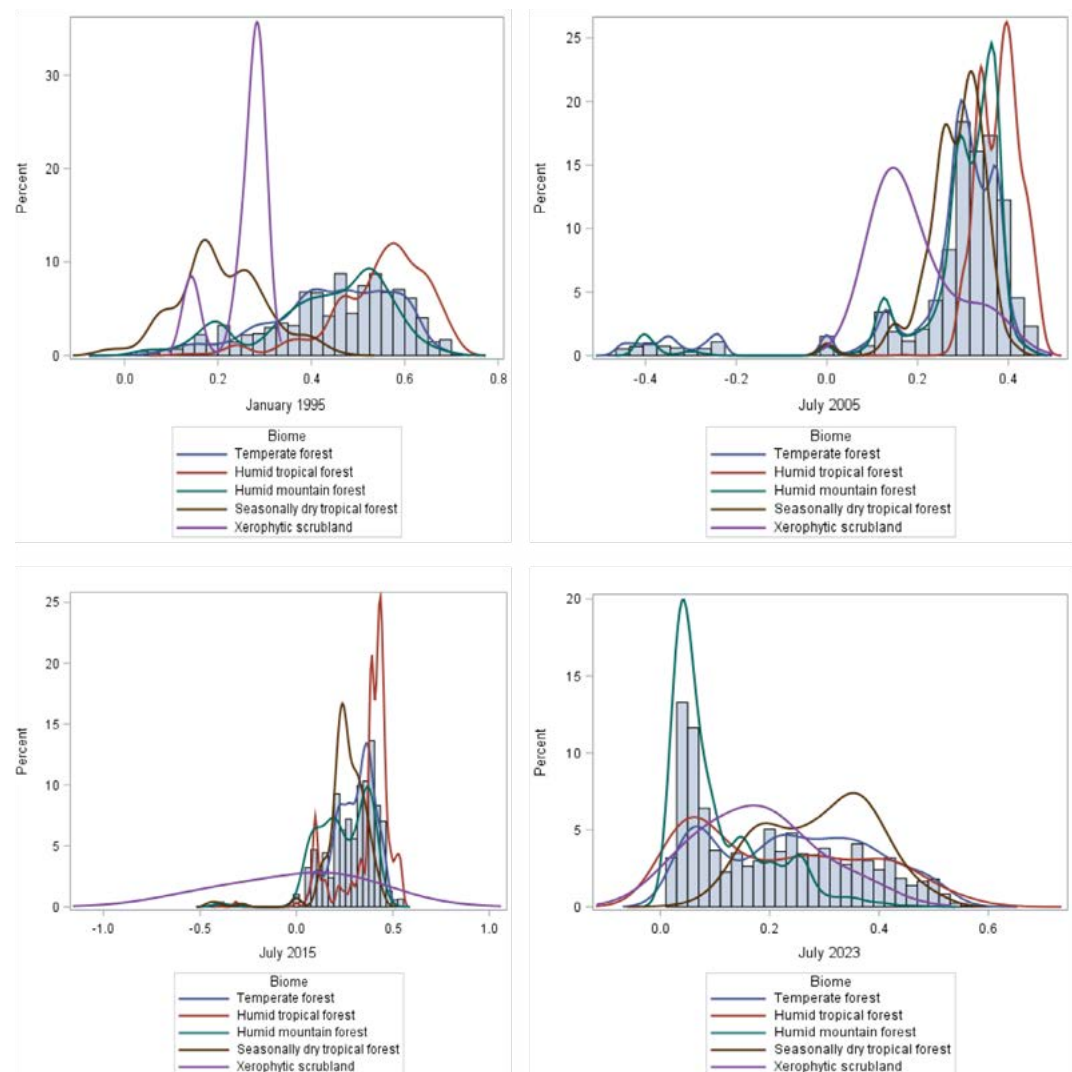 30
20
10
0
Percent
0.0 0.2 0.4 0.6 0.8
January 1995
Biome
Temperate forest
Humid tropical forest
Humid mountain forest
Seasonally dry tropical forest
Xerophytic scrubland
25
20
15
10
5
0
Percent
-0.4 -0.2 0.0 0.2 0.4
July 2005
Biome
Temperate forest
Humid tropical forest
Humid mountain forest
Seasonally dry tropical forest
Xerophytic scrubland
25
20
15
10
5
0
Percent
-1.0 -0.5 0.0 0.5 1.0
July 2015
Biome
Temperate forest
Humid tropical forest
Humid mountain forest
Seasonally dry tropical forest
Xerophytic scrubland
20
15
10
5
0
Percent
0.0 0.2 0.4 0.6
July 2023
Biome
Temperate forest
Humid tropical forest
Humid mountain forest
Seasonally dry tropical forest
Xerophytic scrubland